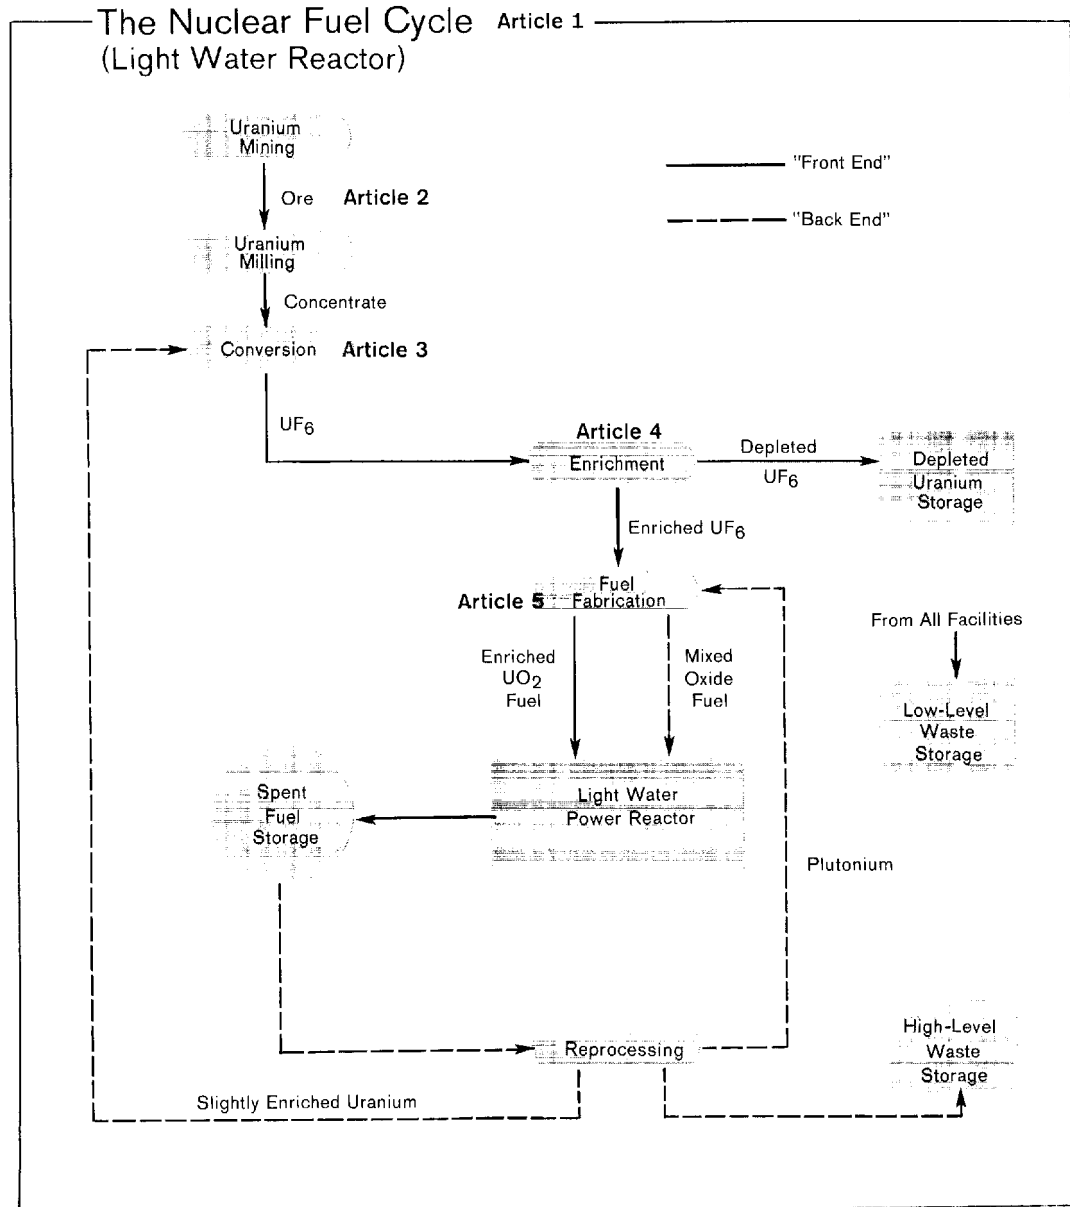 The Nuclear Fuel Cycle Article 1
(Light Water Reactor)
Uranium
Mining
"Front End"
Ore Article 2
"Back End"
Uranium
Milling
Concentrate
Conversion Article 3
UF6
Article 4
Enrichment
Depleted
UF6
Depleted
Uranium
Storage
Enriched UF6
Fuel
Article 5 Fabrication
From All Facilities
Enriched
UO2
Fuel
Mixed
Oxide
Fuel
Low-Level
Waste
Storage
Light Water
Power Reactor
Spent
Fuel
Storage
Plutonium
Reprocessing
High-Level
Waste
Storage
Slightly Enriched Uranium